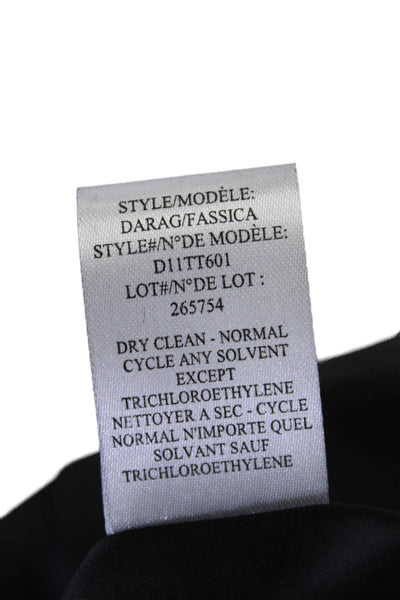 STYLE/MODÈLE:
DARAG/FASSICA
STYLE#/N°DE MODÈLE:
D11TT601
LOT#/N°DE LOT :
265754
DRY CLEAN - NORMAL
CYCLE ANY SOLVENT
EXCEPT
TRICHLOROETHYLENE
NETTOYER A SEC - CYCLE
NORMAL N'IMPORTE QUEL
SOLVANT SAUF
TRICHLOROETHYLENE